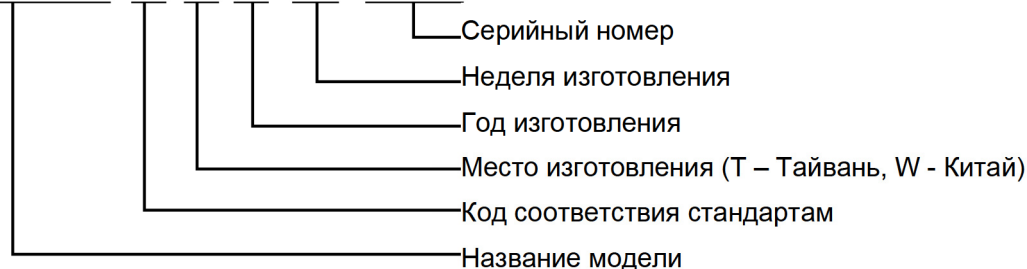 Серийный номер
Неделя изготовления
Год изготовления
Место изготовления (T – Тайвань, W - Китай)
Код соответствия стандартам
Название модели